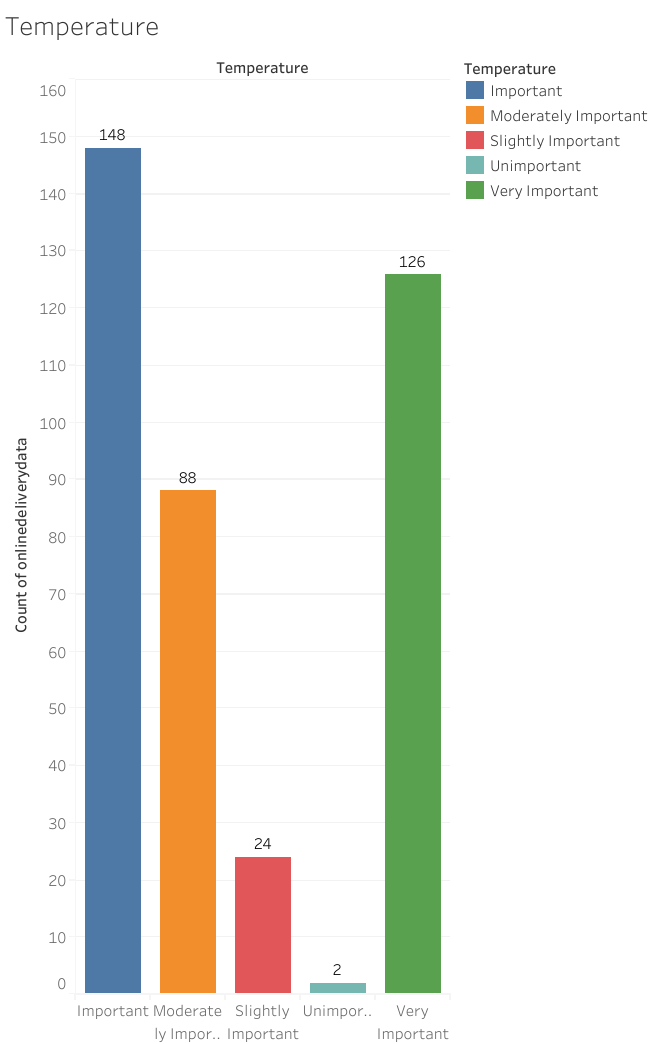 Temperature
Temperature
160
150
140
130
120
110
100
90
80
70
60
50
40
30
20
10
0
Count of onlinedeliverydata
148
88
24
2
126
Important
Moderate
ly Impor..
Slightly
Important
Unimpor..
Very
Important
Temperature
Important
Moderately Important
Slightly Important
Unimportant
Very Important